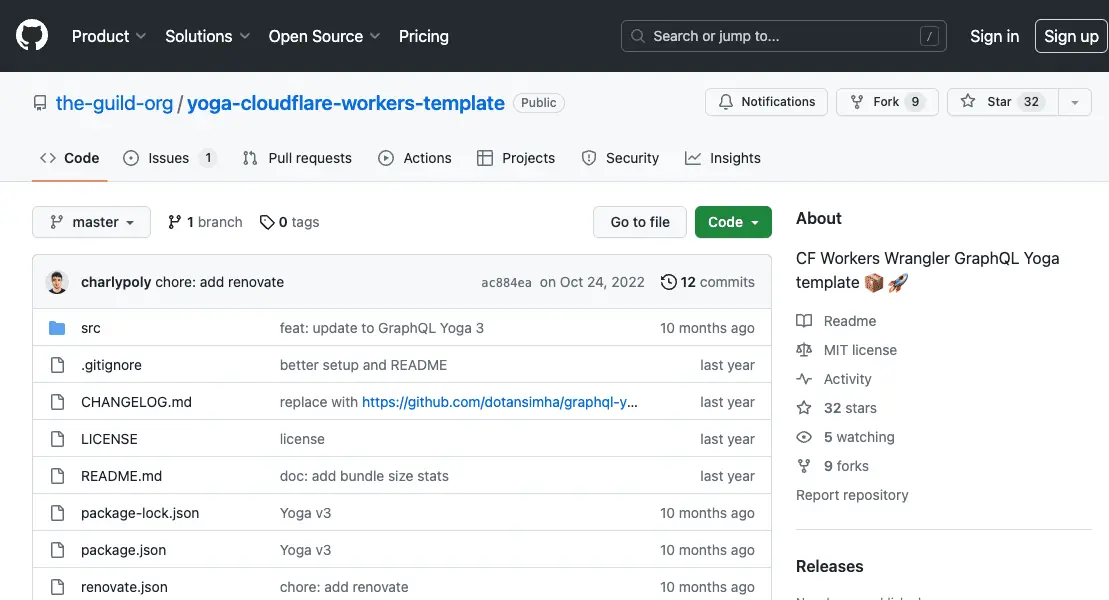 Product Solutions Open Source Pricing Search or jump to... / Sign in Sign up
the-guild-org / yoga-cloudflare-workers-template Public Notifications Fork 9 Star 32
Code Issues 1 Pull requests Actions Projects Security Insights
master 1 branch 0 tags Go to file Code
charlypoly chore: add renovate ac884ea on Oct 24, 2022 12 commits
src feat: update to GraphQL Yoga 3 10 months ago
.gitignore better setup and README last year
CHANGELOG.md replace with https://github.com/dotansimha/graphql-y... last year
LICENSE license last year
README.md doc: add bundle size stats last year
package-lock.json Yoga v3 10 months ago
package.json Yoga v3 10 months ago
renovate.json chore: add renovate 10 months ago
About
CF Workers Wrangler GraphQL Yoga
template 📦 🚀
Readme
MIT license
Activity
32 stars
5 watching
9 forks
Report repository
Releases